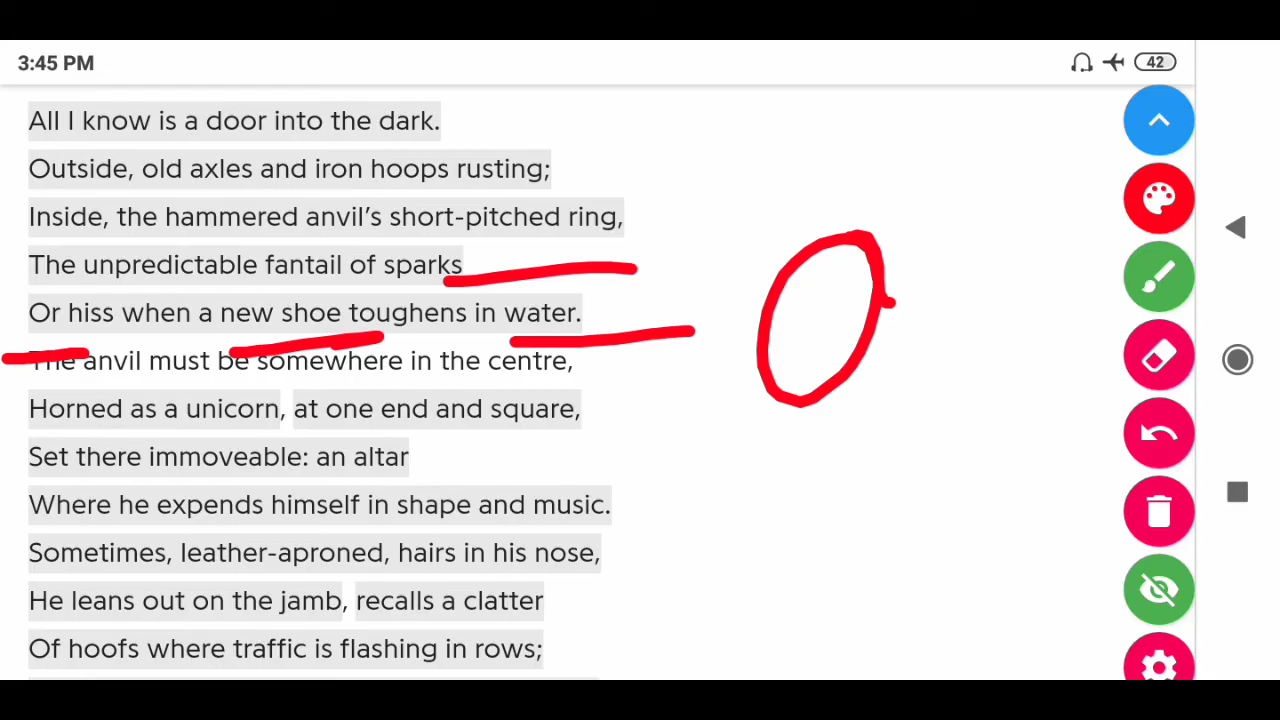 3:45 PM
42
All I know is a door into the dark.
Outside, old axles and iron hoops rusting;
Inside, the hammered anvil’s short-pitched ring,
The unpredictable fantail of sparks
Or hiss when a new shoe toughens in water.
The anvil must be somewhere in the centre,
Horned as a unicorn, at one end and square,
Set there immoveable: an altar
Where he expends himself in shape and music.
Sometimes, leather-aproned, hairs in his nose,
He leans out on the jamb, recalls a clatter
Of hoofs where traffic is flashing in rows;